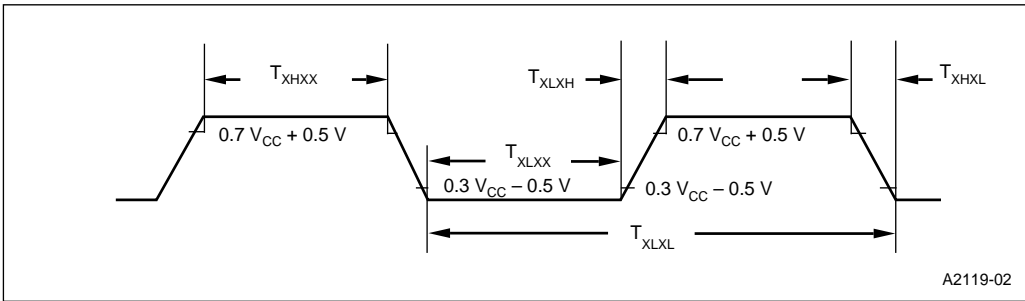 T_XHXX
T_XLXH
T_XHXL
0.7 V_CC + 0.5 V
0.7 V_CC + 0.5 V
T_XLXX
0.3 V_CC – 0.5 V
0.3 V_CC – 0.5 V
T_XLXL
A2119-02